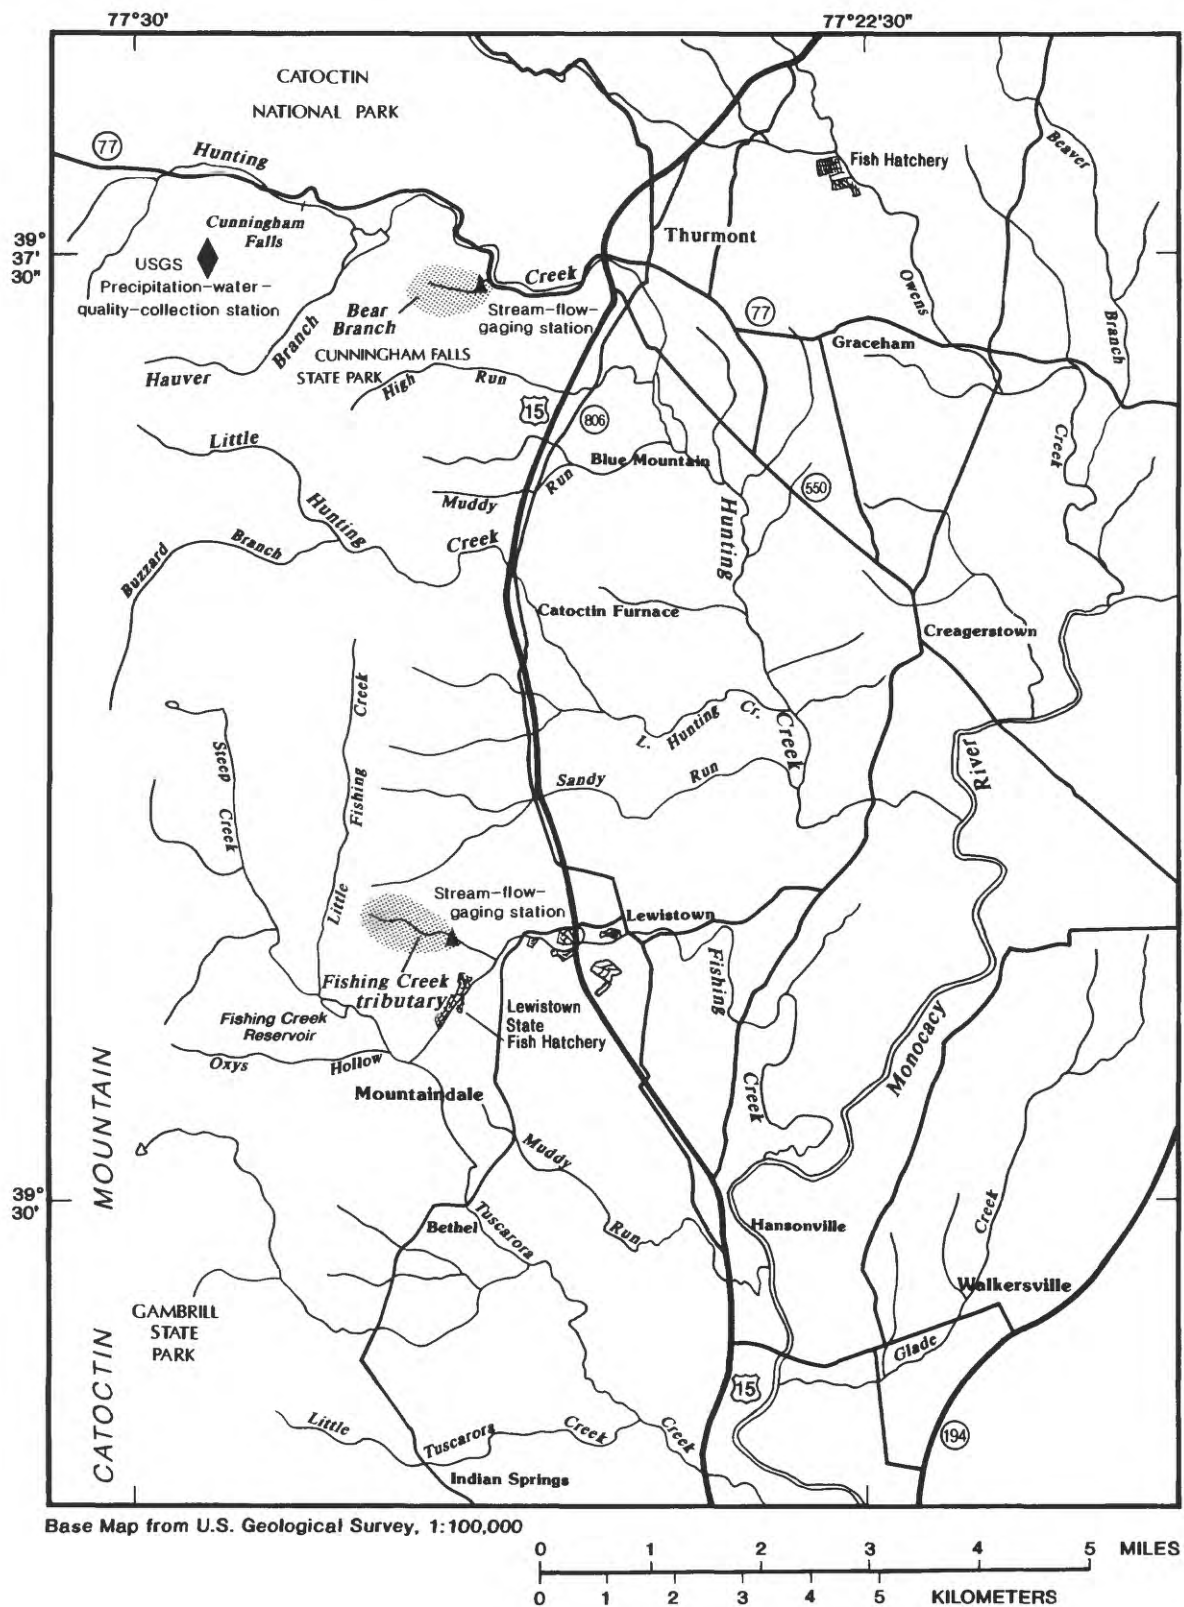 77°30'
77°22'30"
CATOCTIN
NATIONAL PARK
77
Hunting
Beaver
Fish Hatchery
Cunningham
Falls
39°
37'
30"
USGS
Precipitation-water-
quality-collection station
Thurmont
Creek
Owens
Bear
Branch
Stream-flow-
gaging station
77
Branch
Graceham
Branch
CUNNINGHAM FALLS
STATE PARK
Hauver
High
Run
15
806
Creek
Little
Blue Mountain
Muddy
Run
550
Hunting
Hunting
Creek
Buzzard
Branch
Catoctin Furnace
Creagerstown
Creek
L.
Hunting
Cr.
Creek
River
Steep
Creek
Fishing
Sandy
Run
Little
Stream-flow-
gaging station
Lewistown
Fishing Creek
tributary
Fishing
Fishing Creek
Reservoir
Lewistown
State
Fish Hatchery
Monocacy
Oxys
Hollow
Mountaindale
Creek
Muddy
MOUNTAIN
39°
30'
Bethel
Tuscarora
Run
Hansonville
Creek
Walkersville
GAMBRILL
STATE
PARK
Glade
15
CATOCTIN
Little
Tuscarora
Creek
Creek
194
Indian Springs
Base Map from U.S. Geological Survey, 1:100,000
0 1 2 3 4 5 MILES
0 1 2 3 4 5 KILOMETERS